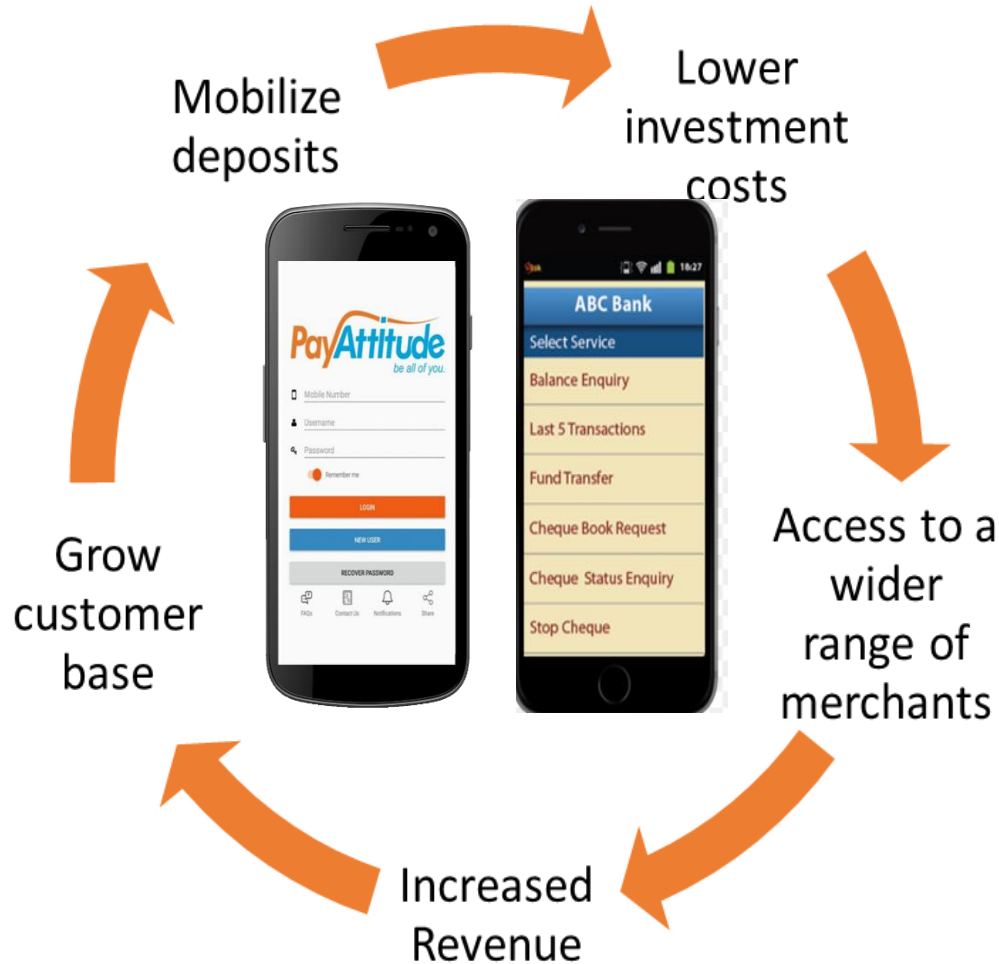 Mobilize
deposits
Lower
investment
costs
PayAttitude
be all of you.
Mobile Number
Username
Password
Remember me
LOGIN
NEW USER
RECOVER PASSWORD
FAQs Contact Us Notifications Share
18:27
ABC Bank
Select Service
Balance Enquiry
Last 5 Transactions
Fund Transfer
Cheque Book Request
Cheque Status Enquiry
Stop Cheque
Access to a
wider
range of
merchants
Grow
customer
base
Increased
Revenue